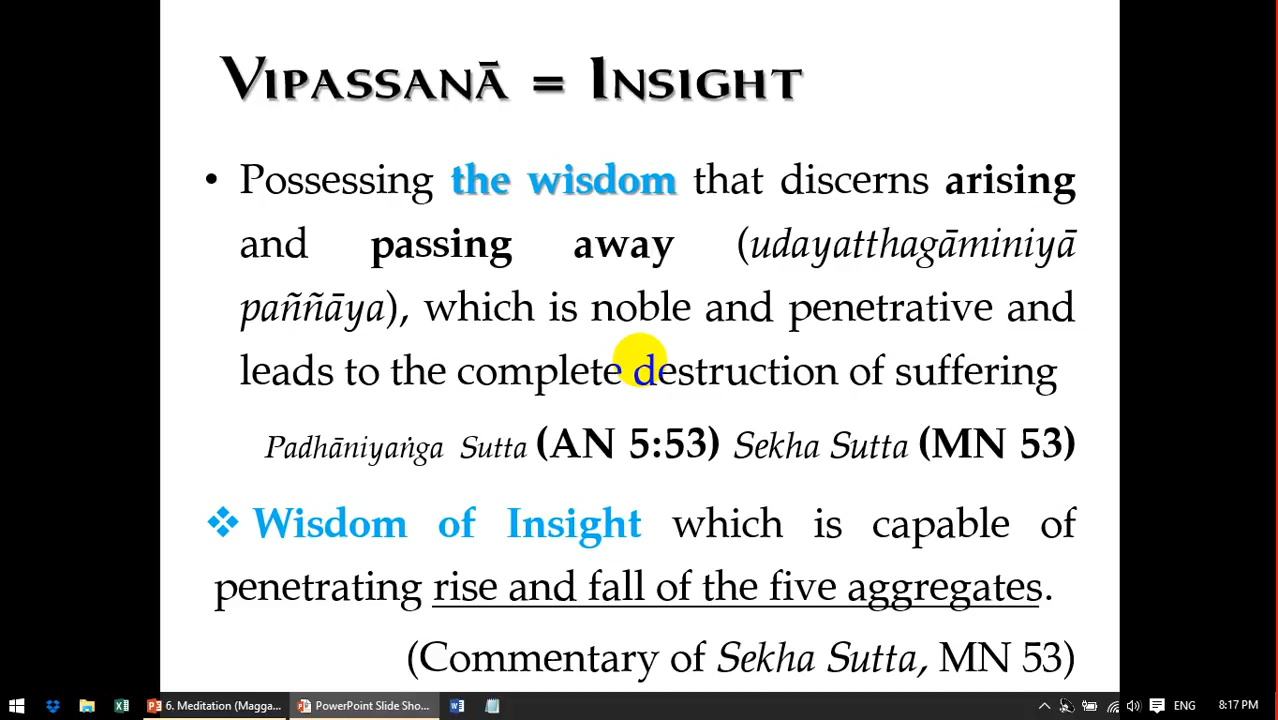 Vipassanā = Insight
• Possessing the wisdom that discerns arising
and passing away (udayatthagāminiyā
paññāya), which is noble and penetrative and
leads to the complete destruction of suffering
Padhāniyaṅga Sutta (AN 5:53) Sekha Sutta (MN 53)
❖ Wisdom of Insight which is capable of
penetrating rise and fall of the five aggregates.
(Commentary of Sekha Sutta, MN 53)
6. Meditation (Magga... PowerPoint Slide Sho... ENG 8:17 PM